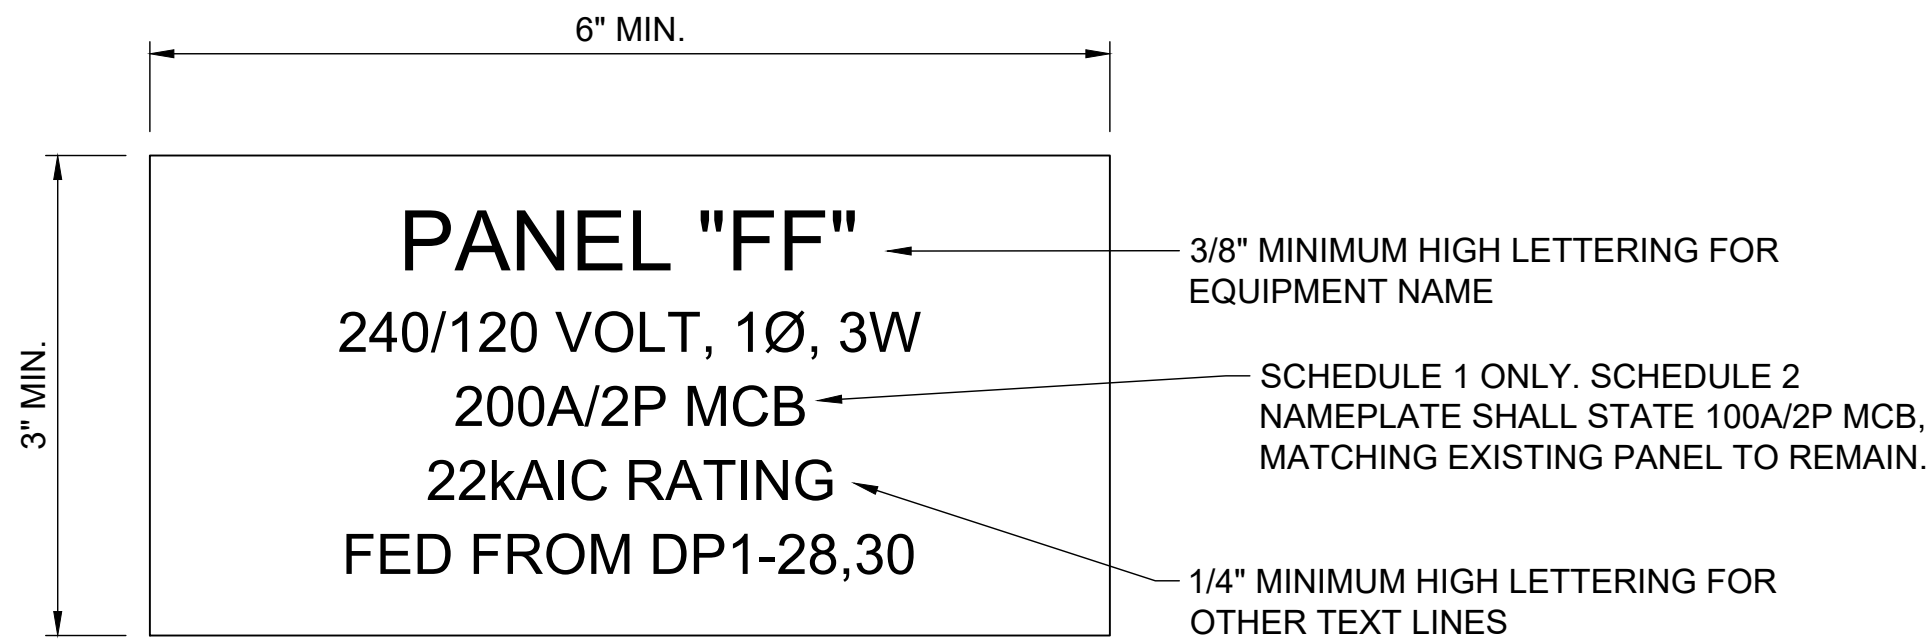 6" MIN.
3" MIN.
PANEL "FF"
240/120 VOLT, 1Ø, 3W
200A/2P MCB
22kAIC RATING
FED FROM DP1-28,30
3/8" MINIMUM HIGH LETTERING FOR
EQUIPMENT NAME
SCHEDULE 1 ONLY. SCHEDULE 2
NAMEPLATE SHALL STATE 100A/2P MCB,
MATCHING EXISTING PANEL TO REMAIN.
1/4" MINIMUM HIGH LETTERING FOR
OTHER TEXT LINES